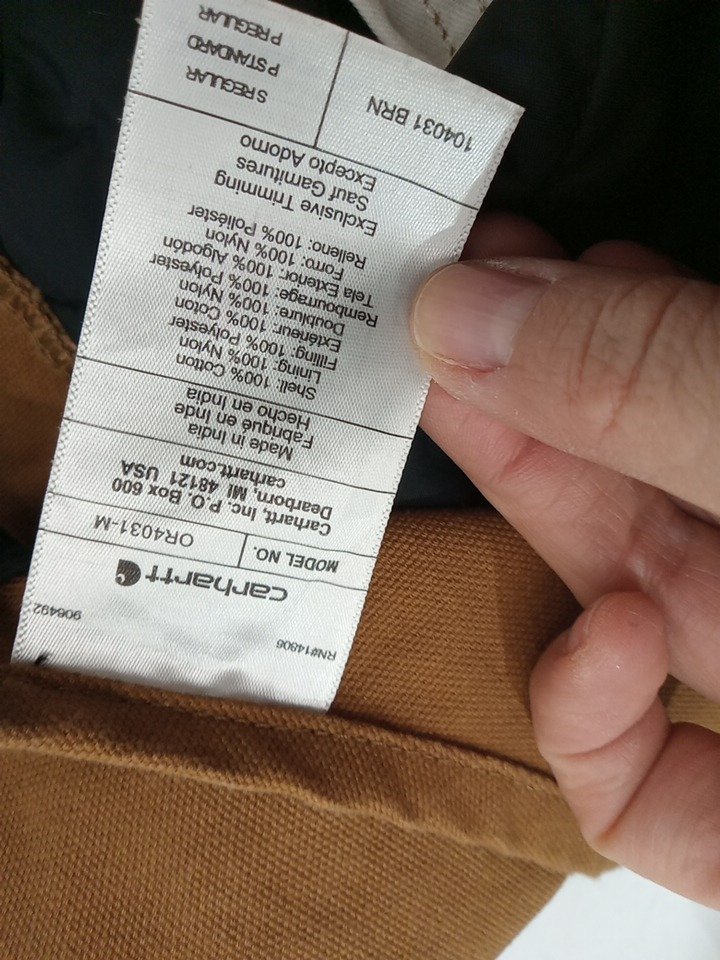 RN#14806 906492
carhartt
MODEL NO. OR4031-M
Carhartt, Inc. P.O. Box 600
Dearborn, MI 48121 USA
carhartt.com
Made in India
Fabriqué en Inde
Hecho en India
Shell: 100% Cotton
Lining: 100% Nylon
Filling: 100% Polyester
Extérieur: 100% Coton
Doublure: 100% Nylon
Rembourrage: 100% Polyester
Tela Exterior: 100% Algodón
Forro: 100% Nylon
Relleno: 100% Poliéster
Exclusive Trimming
Sauf Garnitures
Excepto Adorno
104031 BRN
S REGULAR
P STANDARD
P REGULAR